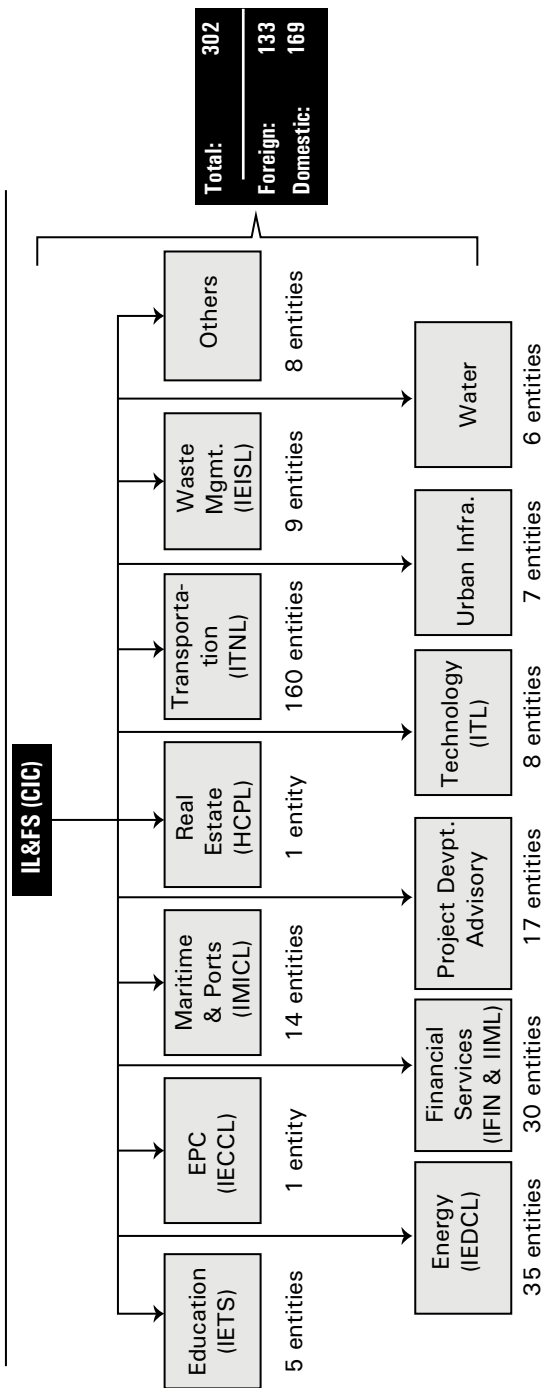 IL&FS (CIC)
Education
(IETS)
5 entities
EPC
(IECCL)
1 entity
Maritime
& Ports
(IMICL)
14 entities
Real
Estate
(HCPL)
1 entity
Transporta-
tion
(ITNL)
160 entities
Waste
Mgmt.
(IEISL)
9 entities
Others
8 entities
Energy
(IEDCL)
35 entities
Financial
Services
(IFIN & IIML)
30 entities
Project Devpt.
Advisory
17 entities
Technology
(ITL)
8 entities
Urban Infra.
7 entities
Water
6 entities
Total: 302
Foreign: 133
Domestic: 169